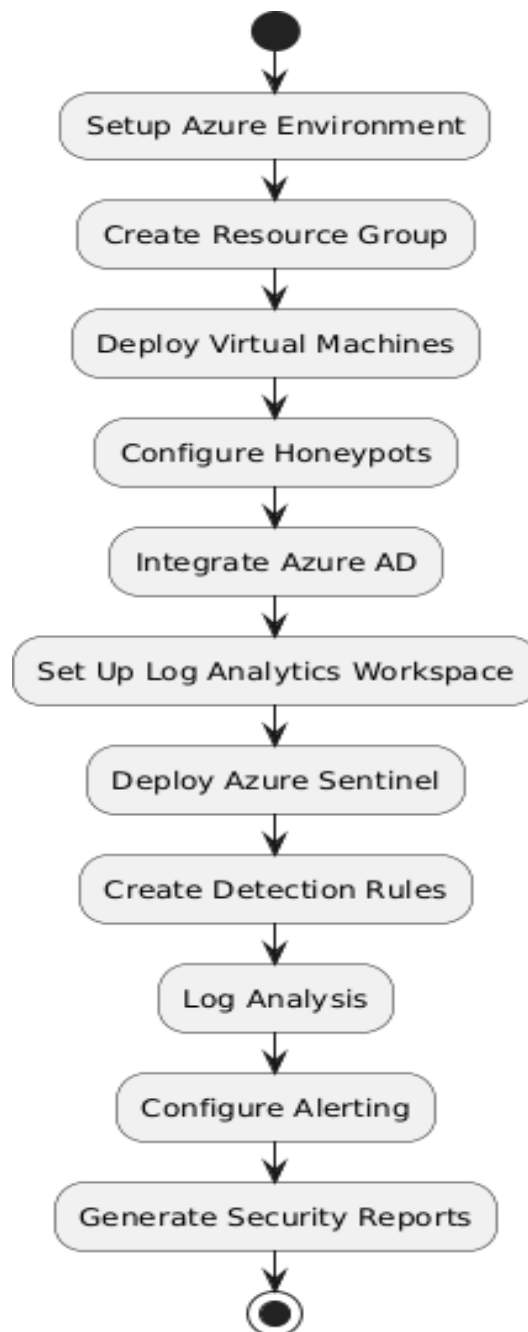 Setup Azure Environment
Create Resource Group
Deploy Virtual Machines
Configure Honeypots
Integrate Azure AD
Set Up Log Analytics Workspace
Deploy Azure Sentinel
Create Detection Rules
Log Analysis
Configure Alerting
Generate Security Reports